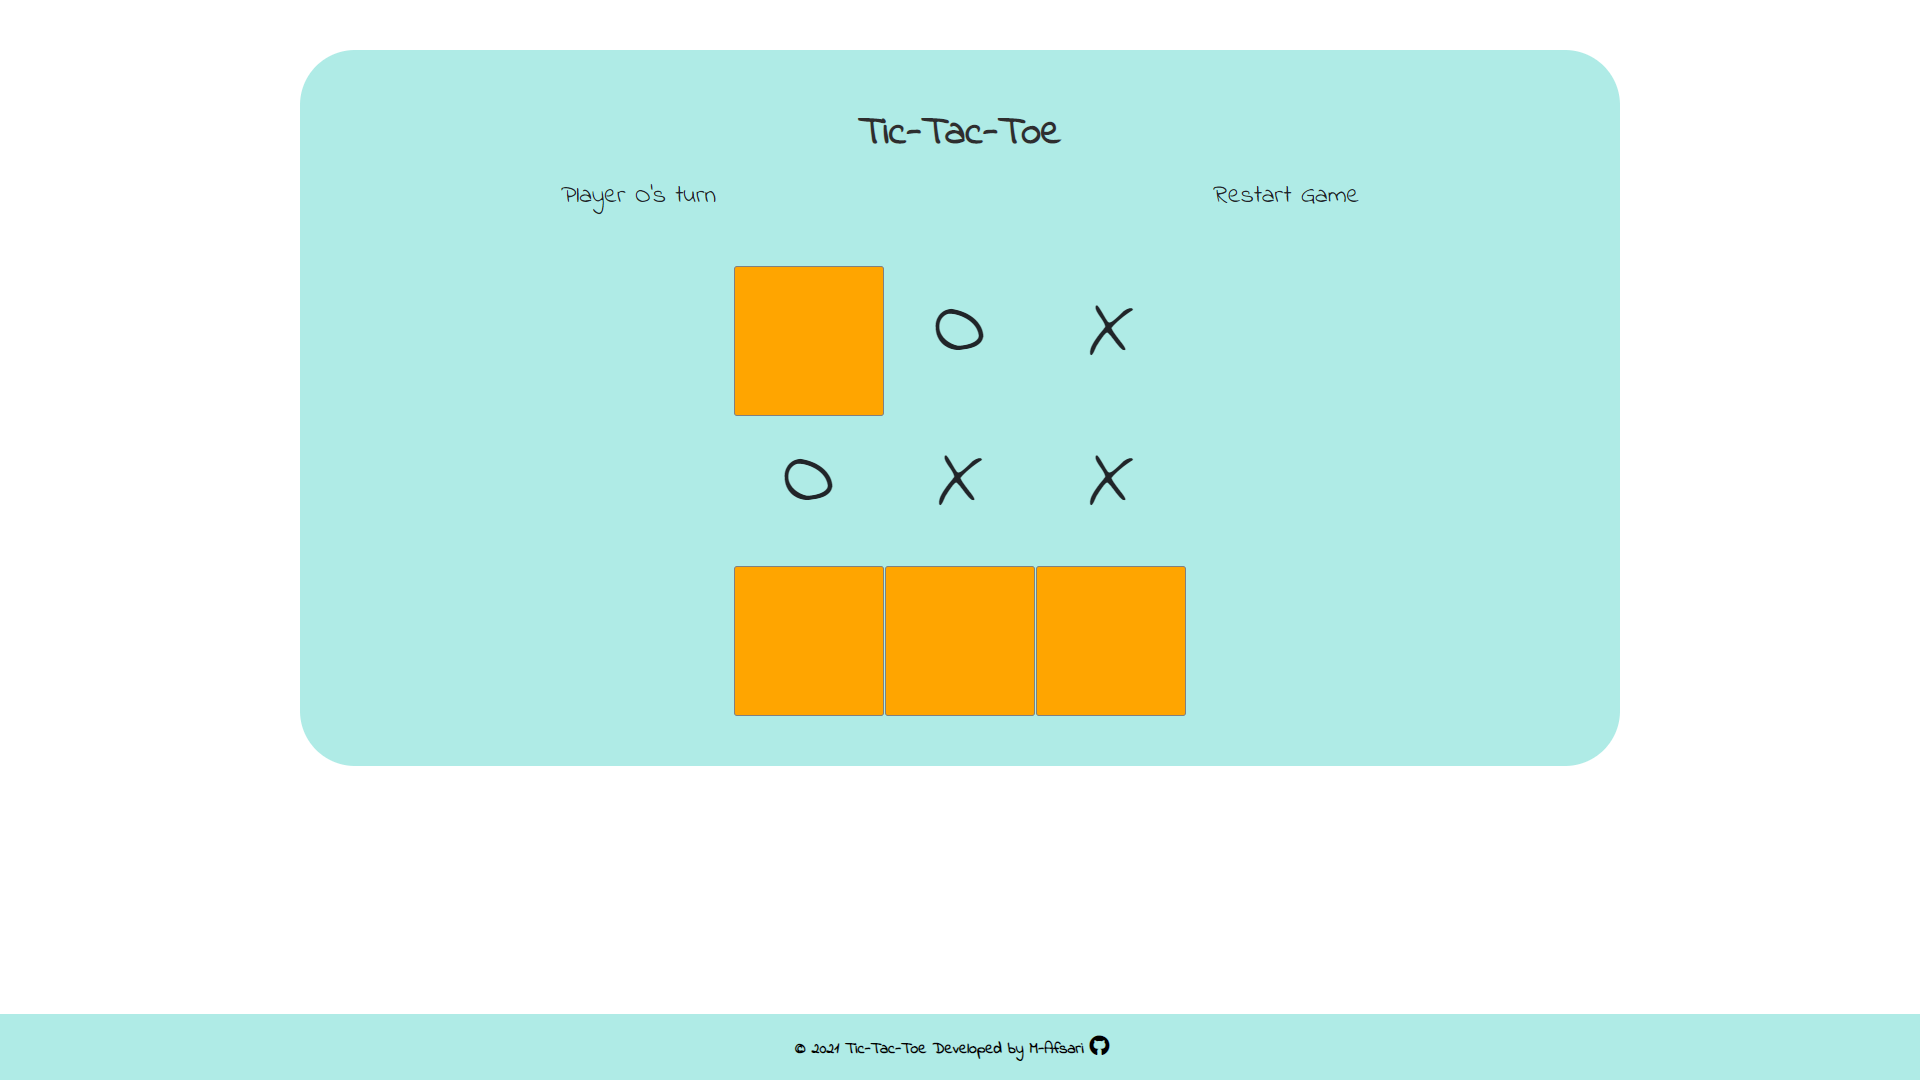 Tic-Tac-Toe
Player O's turn
Restart Game
O X
O X X
© 2021 Tic-Tac-Toe Developed by M-Afsari